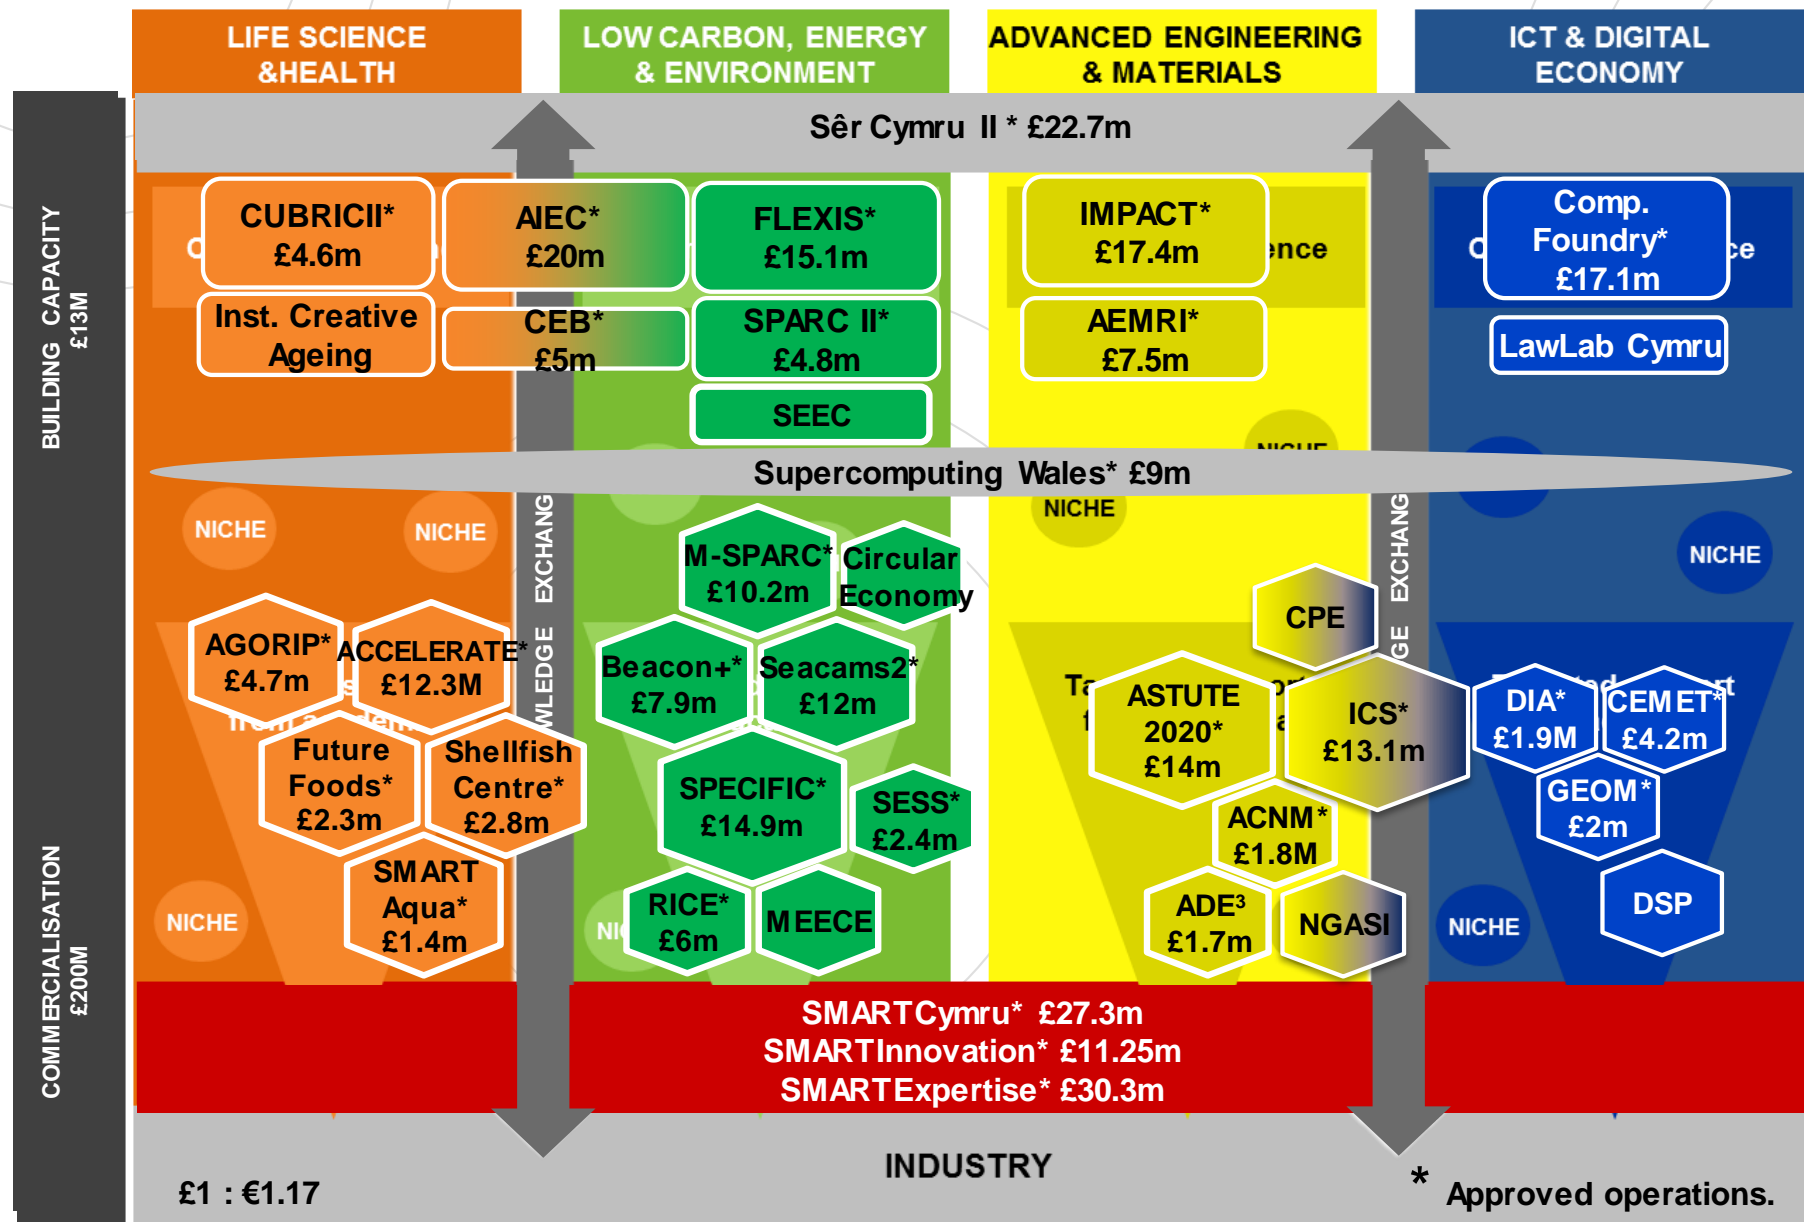 LIFE SCIENCE
&HEALTH
LOW CARBON, ENERGY
& ENVIRONMENT
ADVANCED ENGINEERING
& MATERIALS
ICT & DIGITAL
ECONOMY
Sêr Cymru II * £22.7m
BUILDING CAPACITY
£13M
CUBRICII*
£4.6m
AIEC*
£20m
FLEXIS*
£15.1m
IMPACT*
£17.4m
Comp.
Foundry*
£17.1m
Inst. Creative
Ageing
CEB*
£5m
SPARC II*
£4.8m
AEMRI*
£7.5m
LawLab Cymru
SEEC
Supercomputing Wales* £9m
NICHE
NICHE
NICHE
NICHE
NICHE
EXCHANG
EXCHANG
M-SPARC*
£10.2m
Circular
Economy
CPE
AGORIP*
£4.7m
ACCELERATE*
£12.3M
Beacon+*
£7.9m
Seacams2*
£12m
ASTUTE
2020*
£14m
ICS*
£13.1m
DIA*
£1.9M
CEMET*
£4.2m
Future
Foods*
£2.3m
Shellfish
Centre*
£2.8m
SPECIFIC*
£14.9m
SESS*
£2.4m
ACNM*
£1.8M
GEOM*
£2m
COMMERCIALISATION
£200M
SMART
Aqua*
£1.4m
NICHE
RICE*
£6m
MEECE
ADE³
£1.7m
NGASI
NICHE
DSP
SMARTCymru* £27.3m
SMARTInnovation* £11.25m
SMARTExpertise* £30.3m
INDUSTRY
£1 : €1.17
* Approved operations.